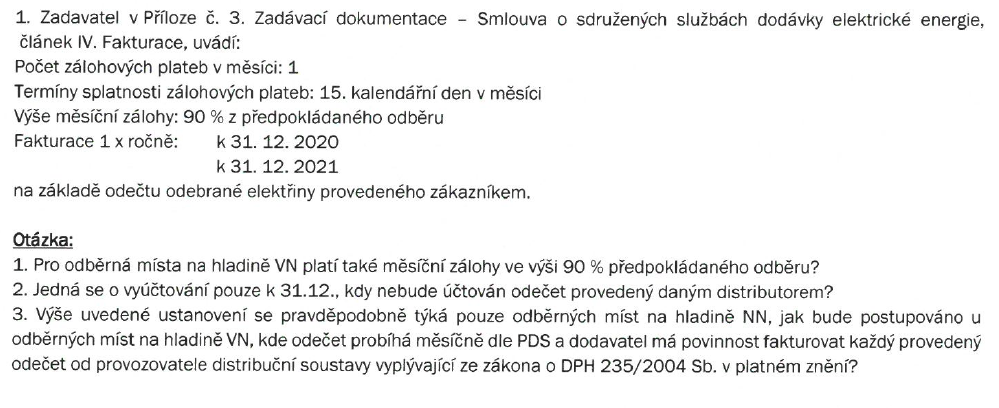 1. Zadavatel v Příloze č. 3. Zadávací dokumentace – Smlouva o sdružených službách dodávky elektrické energie,
článek IV. Fakturace, uvádí:
Počet zálohových plateb v měsíci: 1
Termíny splatnosti zálohových plateb: 15. kalendářní den v měsíci
Výše měsíční zálohy: 90 % z předpokládaného odběru
Fakturace 1 x ročně: k 31. 12. 2020
k 31. 12. 2021
na základě odečtu odebrané elektřiny provedeného zákazníkem.
Otázka:
1. Pro odběrná místa na hladině VN platí také měsíční zálohy ve výši 90 % předpokládaného odběru?
2. Jedná se o vyúčtování pouze k 31.12., kdy nebude účtován odečet provedený daným distributorem?
3. Výše uvedené ustanovení se pravděpodobně týká pouze odběrných míst na hladině NN, jak bude postupováno u
odběrných míst na hladině VN, kde odečet probíhá měsíčně dle PDS a dodavatel má povinnost fakturovat každý provedený
odečet od provozovatele distribuční soustavy vyplývající ze zákona o DPH 235/2004 Sb. v platném znění?